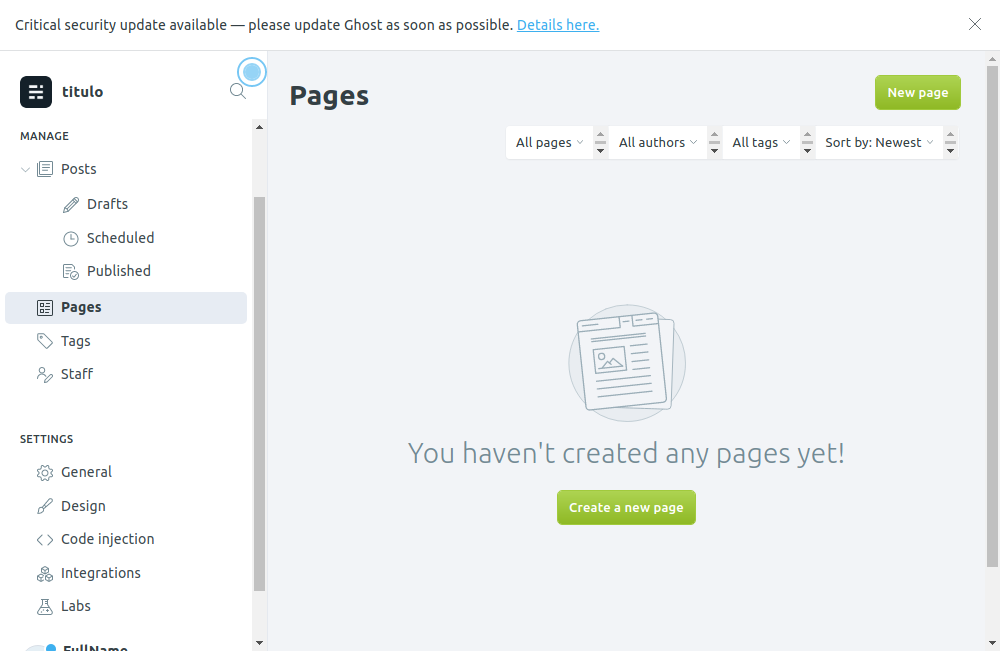 Critical security update available — please update Ghost as soon as possible. Details here.
titulo
MANAGE
Posts
Drafts
Scheduled
Published
Pages
Tags
Staff
SETTINGS
General
Design
Code injection
Integrations
Labs
FullName
Pages
New page
All pages
All authors
All tags
Sort by: Newest
You haven't created any pages yet!
Create a new page